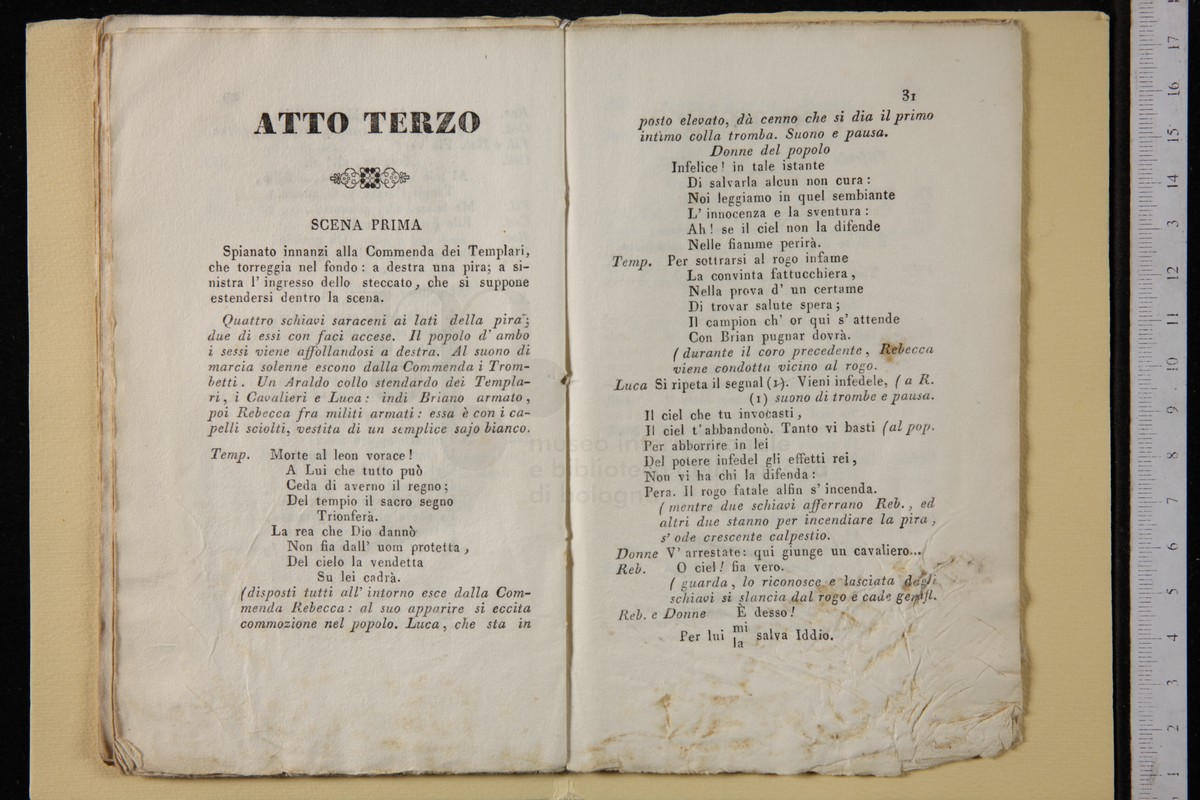 ATTO TERZO
SCENA PRIMA
Spianato innanzi alla Commenda dei Templari,
che torreggia nel fondo : a destra una pira; a si-
nistra l' ingresso dello steccato, che si suppone
estendersi dentro la scena.
Quattro schiavi saraceni ai lati della pira;
due di essi con faci accese. Il popolo d' ambo
i sessi viene affollandosi a destra. Al suono di
marcia solenne escono dalla Commenda i Trom-
betti. Un Araldo collo stendardo dei Templa-
ri, i Cavalieri e Luca: indi Briano armato,
poi Rebecca fra militi armati: essa è con i ca-
pelli sciolti, vestita di un semplice sajo bianco.
Temp. Morte al leon vorace !
A Lui che tutto può
Ceda di averno il regno;
Del tempio il sacro segno
Trionferà.
La rea che Dio dannò
Non fia dall' uom protetta,
Del cielo la vendetta
Su lei cadrà.
(disposti tutti all' intorno esce dalla Com-
menda Rebecca: al suo apparire si eccita
commozione nel popolo. Luca, che sta in
31
posto elevato, dà cenno che si dia il primo
intimo colla tromba. Suono e pausa.
Donne del popolo
Infelice ! in tale istante
Di salvarla alcun non cura :
Noi leggiamo in quel sembiante
L' innocenza e la sventura :
Ah ! se il ciel non la difende
Nelle fiamme perirà.
Temp. Per sottrarsi al rogo infame
La convinta fattucchiera,
Nella prova d' un certame
Di trovar salute spera;
Il campion ch' or qui s' attende
Con Brian pugnar dovrà.
( durante il coro precedente, Rebecca
viene condotta vicino al rogo.
Luca Si ripeta il segnal (1). Vieni infedele, ( a R.
(1) suono di trombe e pausa.
Il ciel che tu invocasti,
Il ciel t' abbandonò. Tanto vi basti (al pop.
Per abborrire in lei
Del potere infedel gli effetti rei,
Non vi ha chi la difenda :
Pera. Il rogo fatale alfin s' incenda.
( mentre due schiavi afferrano Reb., ed
altri due stanno per incendiare la pira,
s' ode crescente calpestio.
Donne V' arrestate: qui giunge un cavaliero...
Reb. O ciel ! fia vero.
( guarda, lo riconosce e lasciata dagli
schiavi si slancia dal rogo e cade genufl.
Reb. e Donne È desso !
Per lui mi la salva Iddio.
museo
e biblioteca
di bologna